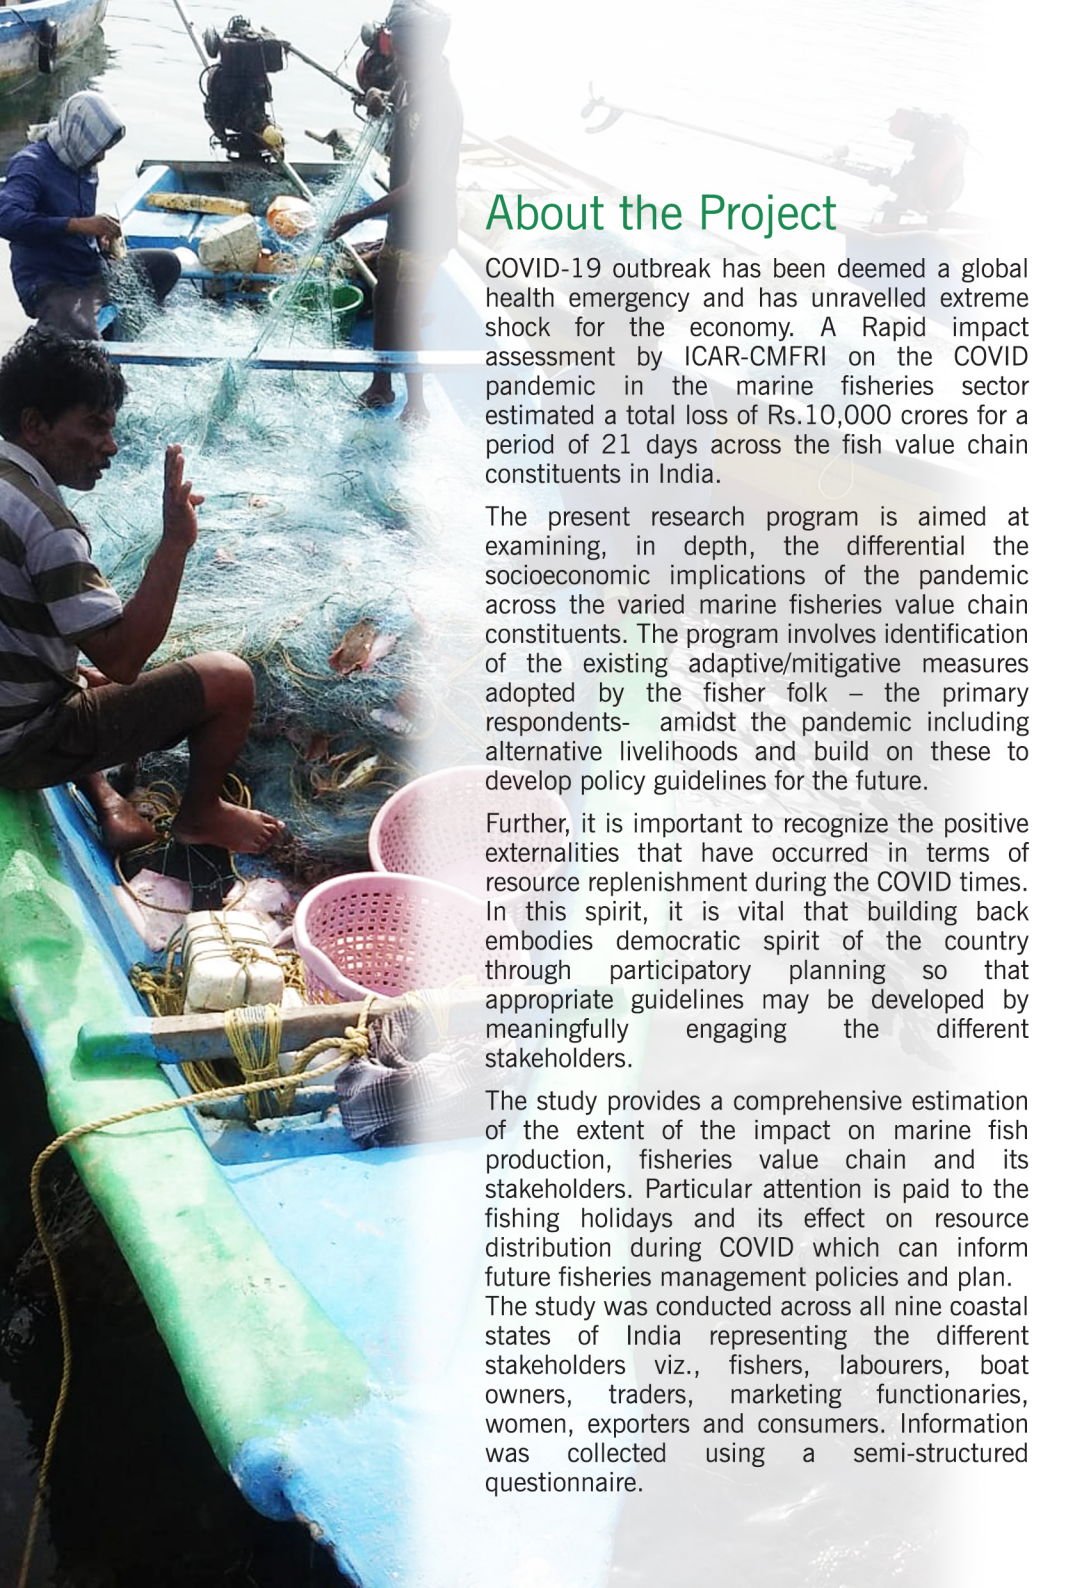 About the Project
COVID-19 outbreak has been deemed a global
health emergency and has unravelled extreme
shock for the economy. A Rapid impact
assessment by ICAR-CMFRI on the COVID
pandemic in the marine fisheries sector
estimated a total loss of Rs.10,000 crores for a
period of 21 days across the fish value chain
constituents in India.
The present research program is aimed at
examining, in depth, the differential the
socioeconomic implications of the pandemic
across the varied marine fisheries value chain
constituents. The program involves identification
of the existing adaptive/mitigative measures
adopted by the fisher folk – the primary
respondents- amidst the pandemic including
alternative livelihoods and build on these to
develop policy guidelines for the future.
Further, it is important to recognize the positive
externalities that have occurred in terms of
resource replenishment during the COVID times.
In this spirit, it is vital that building back
embodies democratic spirit of the country
through participatory planning so that
appropriate guidelines may be developed by
meaningfully engaging the different
stakeholders.
The study provides a comprehensive estimation
of the extent of the impact on marine fish
production, fisheries value chain and its
stakeholders. Particular attention is paid to the
fishing holidays and its effect on resource
distribution during COVID which can inform
future fisheries management policies and plan.
The study was conducted across all nine coastal
states of India representing the different
stakeholders viz., fishers, labourers, boat
owners, traders, marketing functionaries,
women, exporters and consumers. Information
was collected using a semi-structured
questionnaire.